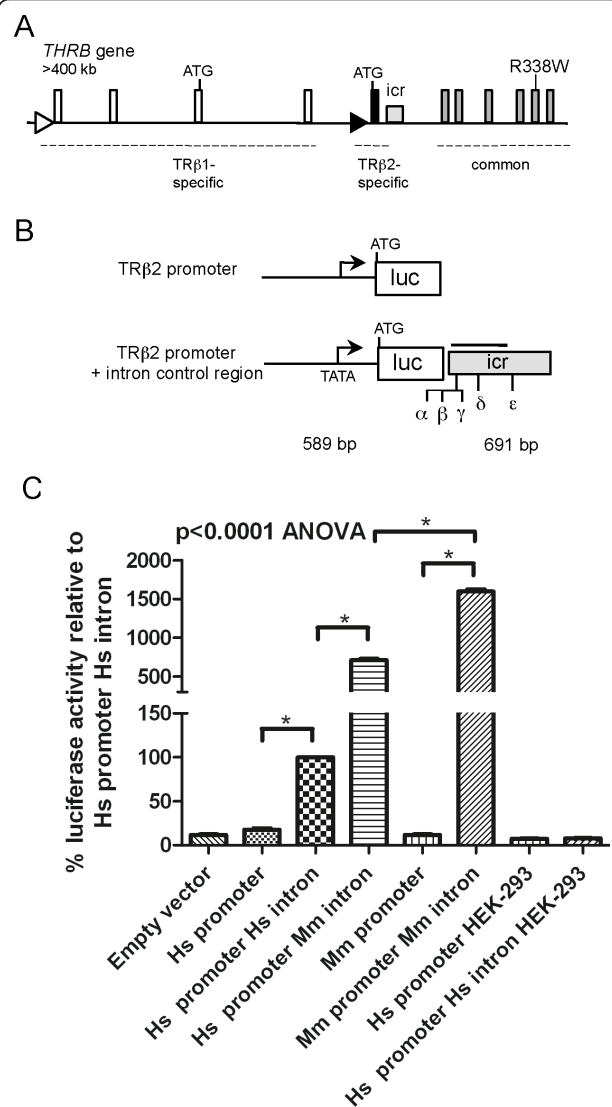 A
THRB gene
>400 kb
ATG
ATG
icr
R338W
TRβ1-
specific
TRβ2-
specific
common
B
TRβ2 promoter
ATG
luc
TRβ2 promoter
+ intron control region
ATG
TATA
luc
icr
α β γ δ ε
589 bp
691 bp
C
p<0.0001 ANOVA
% luciferase activity relative to
Hs promoter Hs intron
2000
1500
1000
500
150
100
50
0
*
*
*
*
Empty vector
Hs promoter
Hs promoter Hs intron
Hs promoter Mm intron
Mm promoter
Mm promoter Mm intron
Hs promoter HEK-293
Hs promoter Hs intron HEK-293